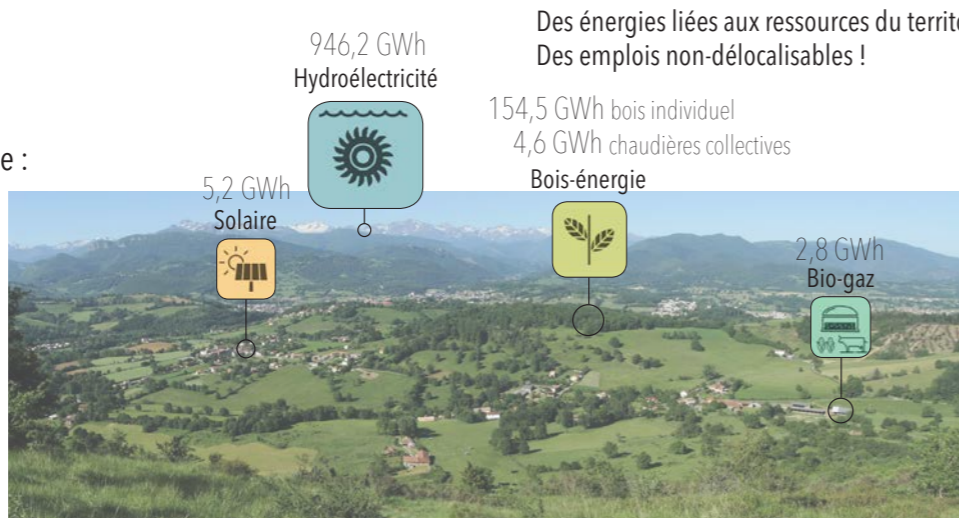 Des énergies liées aux ressources du
Des emplois non-délocalisables !
946,2 GWh
Hydroélectricité
154,5 GWh bois individuel
4,6 GWh chaudières collectives
Bois-énergie
e :
5,2 GWh
Solaire
2,8 GWh
Bio-gaz